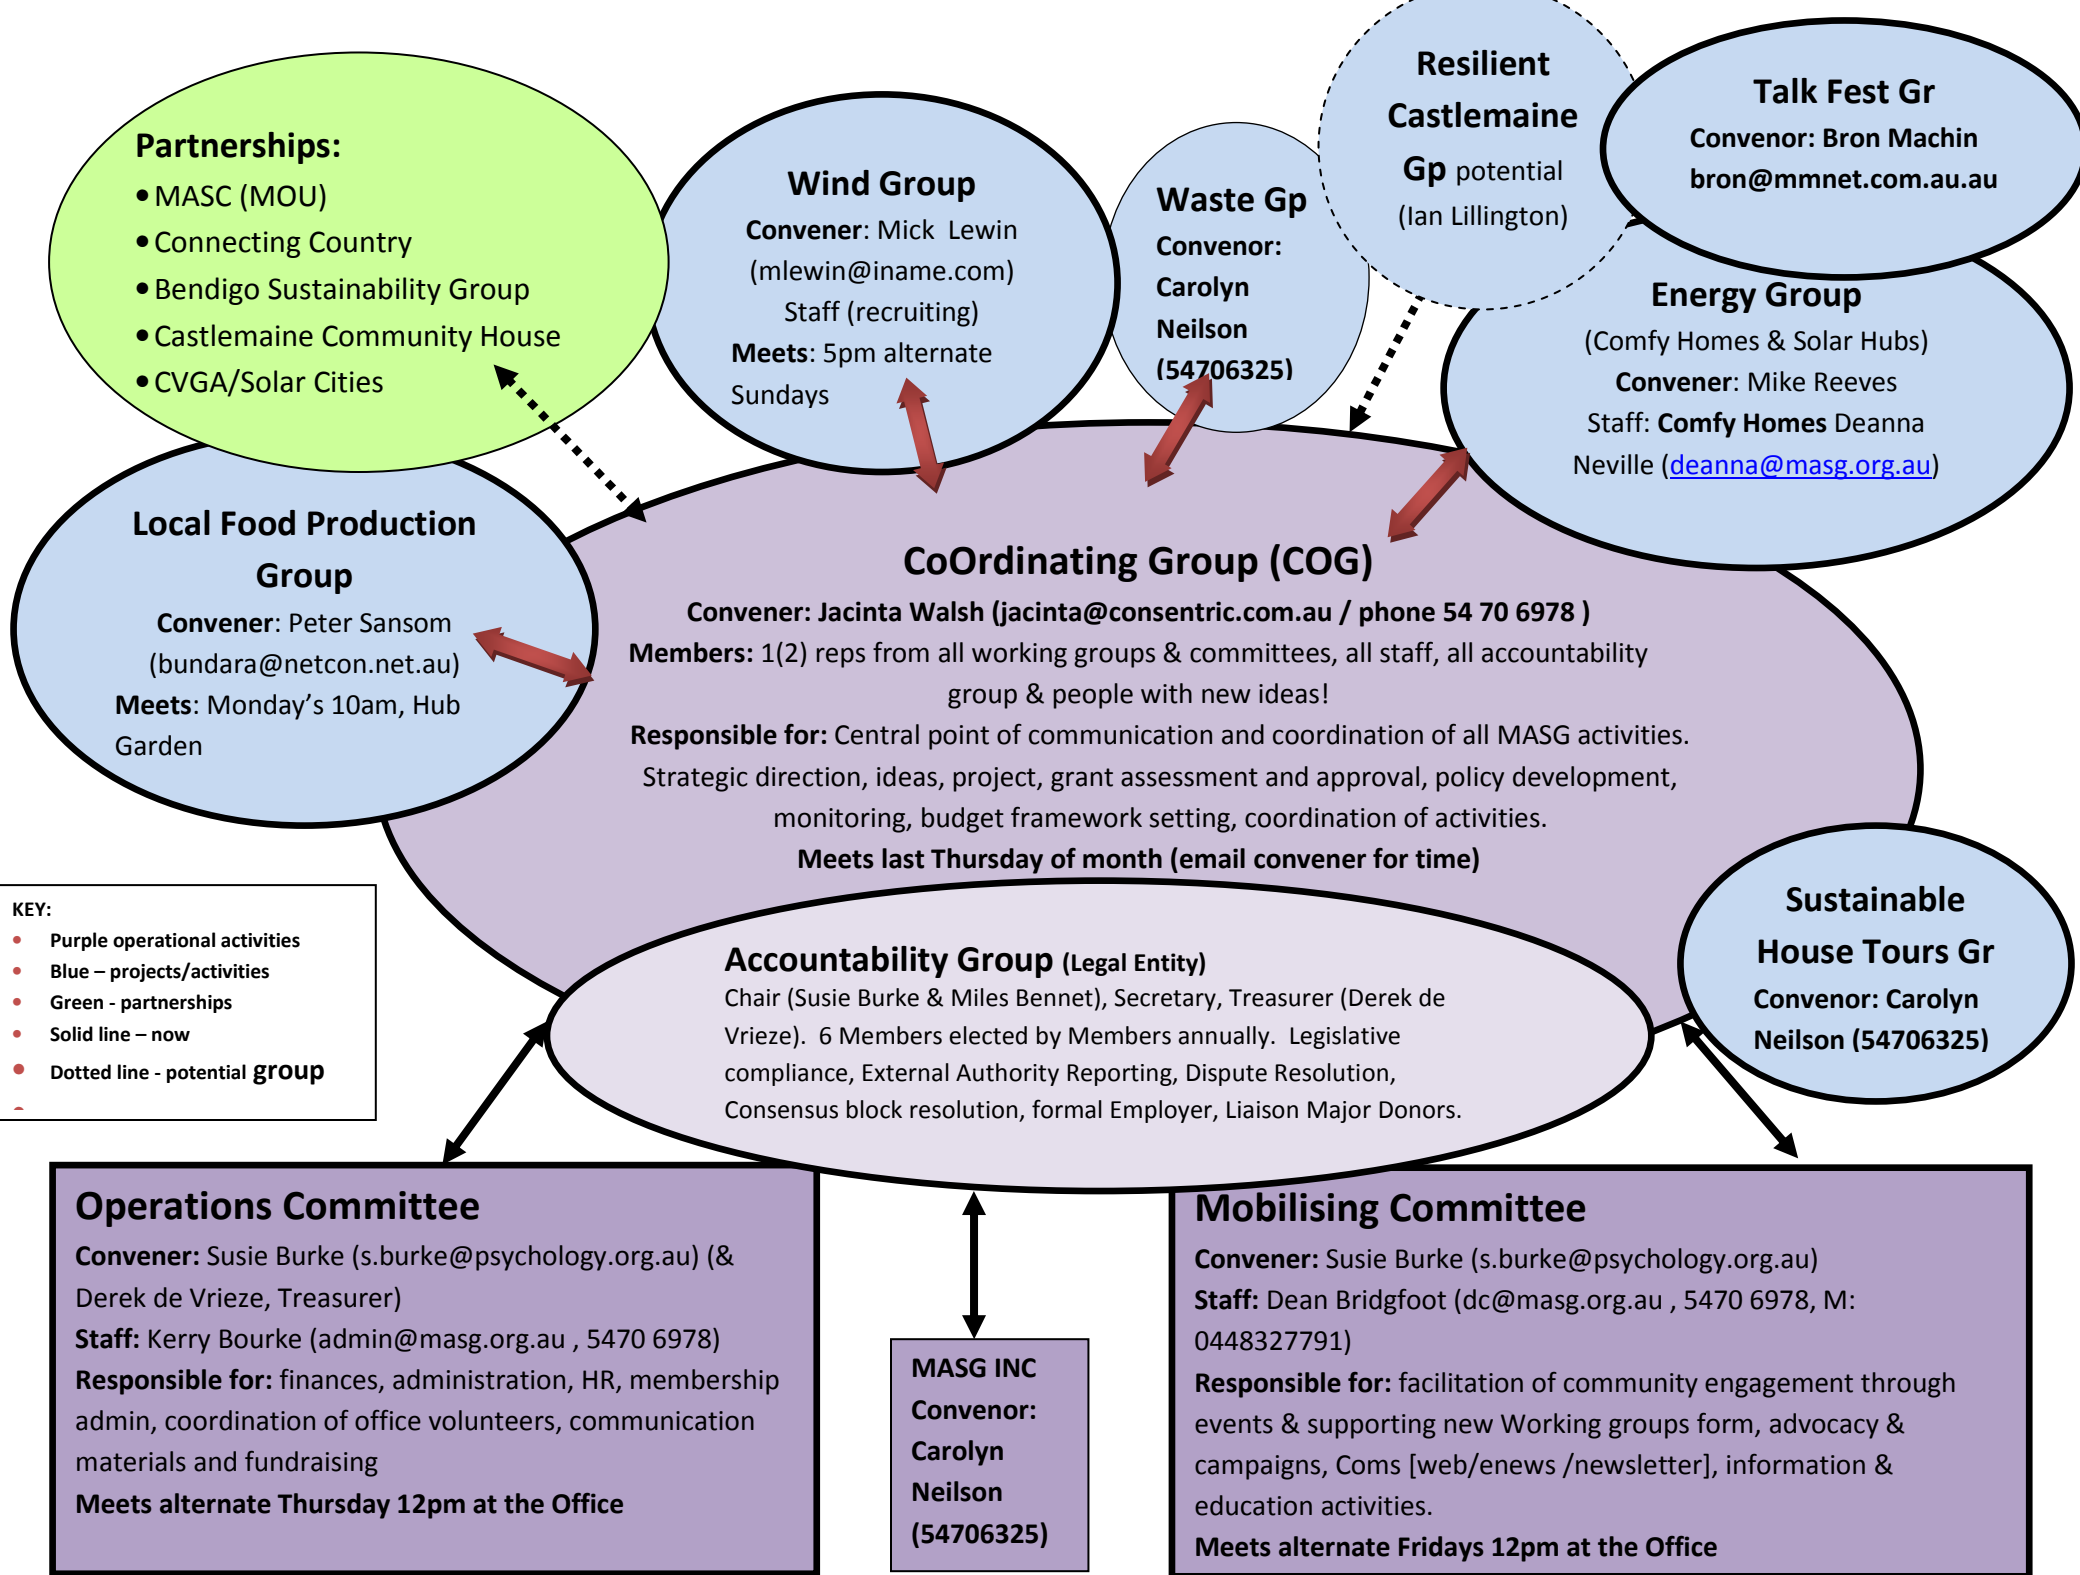 Partnerships:
• MASC (MOU)
• Connecting Country
• Bendigo Sustainability Group
• Castlemaine Community House
• CVGA/Solar Cities
Wind Group
Convener: Mick  Lewin
(mlewin@iname.com)
Staff (recruiting)
Meets: 5pm alternate
Sundays
Waste Gp
Convenor:
Carolyn
Neilson
(54706325)
Resilient
Castlemaine
Gp potential
(Ian Lillington)
Talk Fest Gr
Convenor: Bron Machin
bron@mmnet.com.au.au
Energy Group
(Comfy Homes & Solar Hubs)
Convener: Mike Reeves
Staff: Comfy Homes Deanna
Neville (deanna@masg.org.au)
Local Food Production
Group
Convener: Peter Sansom
(bundara@netcon.net.au)
Meets: Monday’s 10am, Hub
Garden
CoOrdinating Group (COG)
Convener: Jacinta Walsh (jacinta@consentric.com.au / phone 54 70 6978 )
Members: 1(2) reps from all working groups & committees, all staff, all accountability
group & people with new ideas!
Responsible for: Central point of communication and coordination of all MASG activities.
Strategic direction, ideas, project, grant assessment and approval, policy development,
monitoring, budget framework setting, coordination of activities.
Meets last Thursday of month (email convener for time)
KEY:
• Purple operational activities
• Blue – projects/activities
• Green - partnerships
• Solid line – now
• Dotted line - potential group
Accountability Group (Legal Entity)
Chair (Susie Burke & Miles Bennet), Secretary, Treasurer (Derek de
Vrieze).  6 Members elected by Members annually.  Legislative
compliance, External Authority Reporting, Dispute Resolution,
Consensus block resolution, formal Employer, Liaison Major Donors.
Sustainable
House Tours Gr
Convenor: Carolyn
Neilson (54706325)
Operations Committee
Convener: Susie Burke (s.burke@psychology.org.au) (&
Derek de Vrieze, Treasurer)
Staff: Kerry Bourke (admin@masg.org.au , 5470 6978)
Responsible for: finances, administration, HR, membership
admin, coordination of office volunteers, communication
materials and fundraising
Meets alternate Thursday 12pm at the Office
MASG INC
Convenor:
Carolyn
Neilson
(54706325)
Mobilising Committee
Convener: Susie Burke (s.burke@psychology.org.au)
Staff: Dean Bridgfoot (dc@masg.org.au , 5470 6978, M:
0448327791)
Responsible for: facilitation of community engagement through
events & supporting new Working groups form, advocacy &
campaigns, Coms [web/enews /newsletter], information &
education activities.
Meets alternate Fridays 12pm at the Office